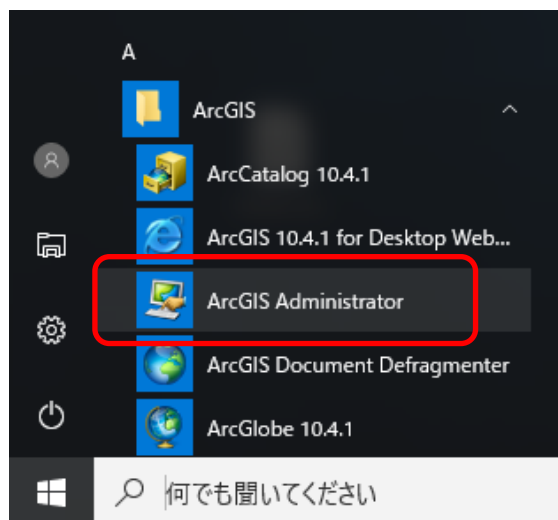 A
ArcGIS
ArcCatalog 10.4.1
ArcGIS 10.4.1 for Desktop Web...
ArcGIS Administrator
ArcGIS Document Defragmenter
ArcGlobe 10.4.1
何でも聞いてください